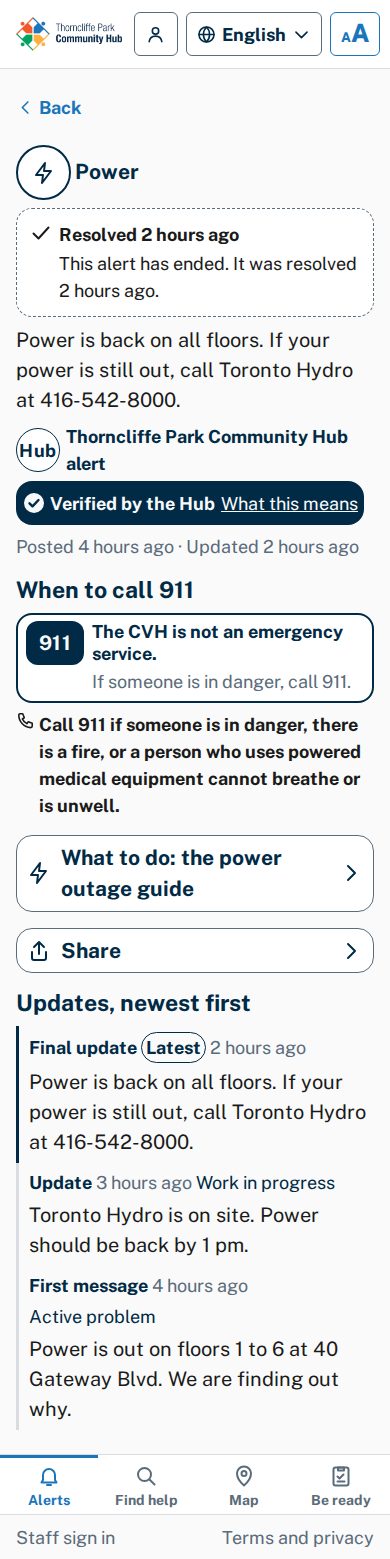 Thorncliffe Park
Community Hub
English
AA
Back
Power
Resolved 2 hours ago
This alert has ended. It was resolved
2 hours ago.
Power is back on all floors. If your
power is still out, call Toronto Hydro
at 416-542-8000.
Hub
Thorncliffe Park Community Hub
alert
Verified by the Hub What this means
Posted 4 hours ago · Updated 2 hours ago
When to call 911
911
The CVH is not an emergency
service.
If someone is in danger, call 911.
Call 911 if someone is in danger, there
is a fire, or a person who uses powered
medical equipment cannot breathe or
is unwell.
What to do: the power
outage guide
Share
Updates, newest first
Final update Latest 2 hours ago
Power is back on all floors. If your
power is still out, call Toronto Hydro
at 416-542-8000.
Update 3 hours ago Work in progress
Toronto Hydro is on site. Power
should be back by 1 pm.
First message 4 hours ago
Active problem
Power is out on floors 1 to 6 at 40
Gateway Blvd. We are finding out
why.
Alerts Find help Map Be ready
Staff sign in Terms and privacy